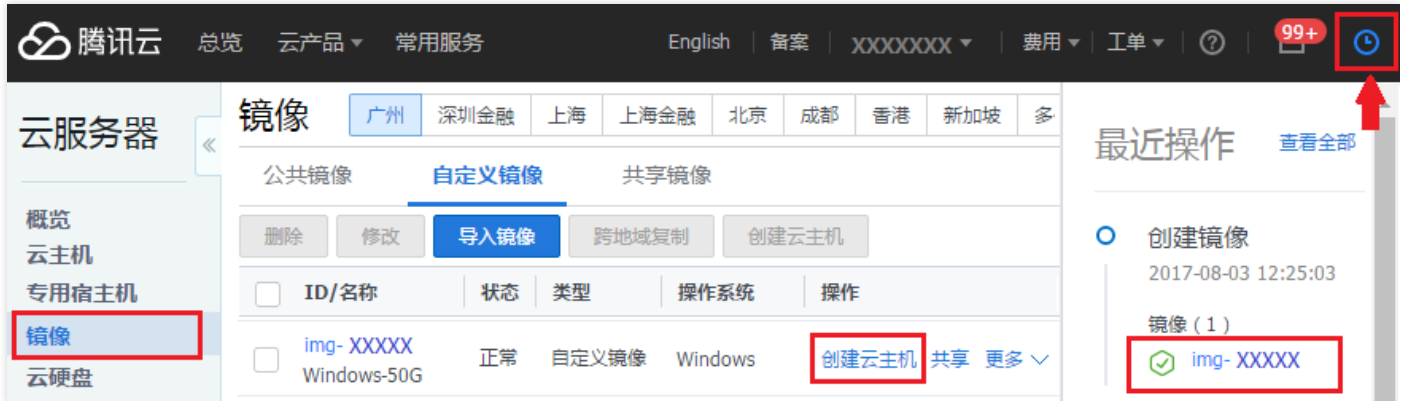 腾讯云 总览 云产品 常用服务 English 备案 XXXXXXX 费用 工单 ? 99+
云服务器
概览
云主机
专用宿主机
镜像
云硬盘
镜像 广州 深圳金融 上海 上海金融 北京 成都 香港 新加坡 多
公共镜像 自定义镜像 共享镜像
删除 修改 导入镜像 跨地域复制 创建云主机
ID/名称 状态 类型 操作系统 操作
img- XXXXX 正常 自定义镜像 Windows 创建云主机 共享 更多
Windows-50G
最近操作 查看全部
创建镜像
2017-08-03 12:25:03
镜像 ( 1 )
img- XXXXX